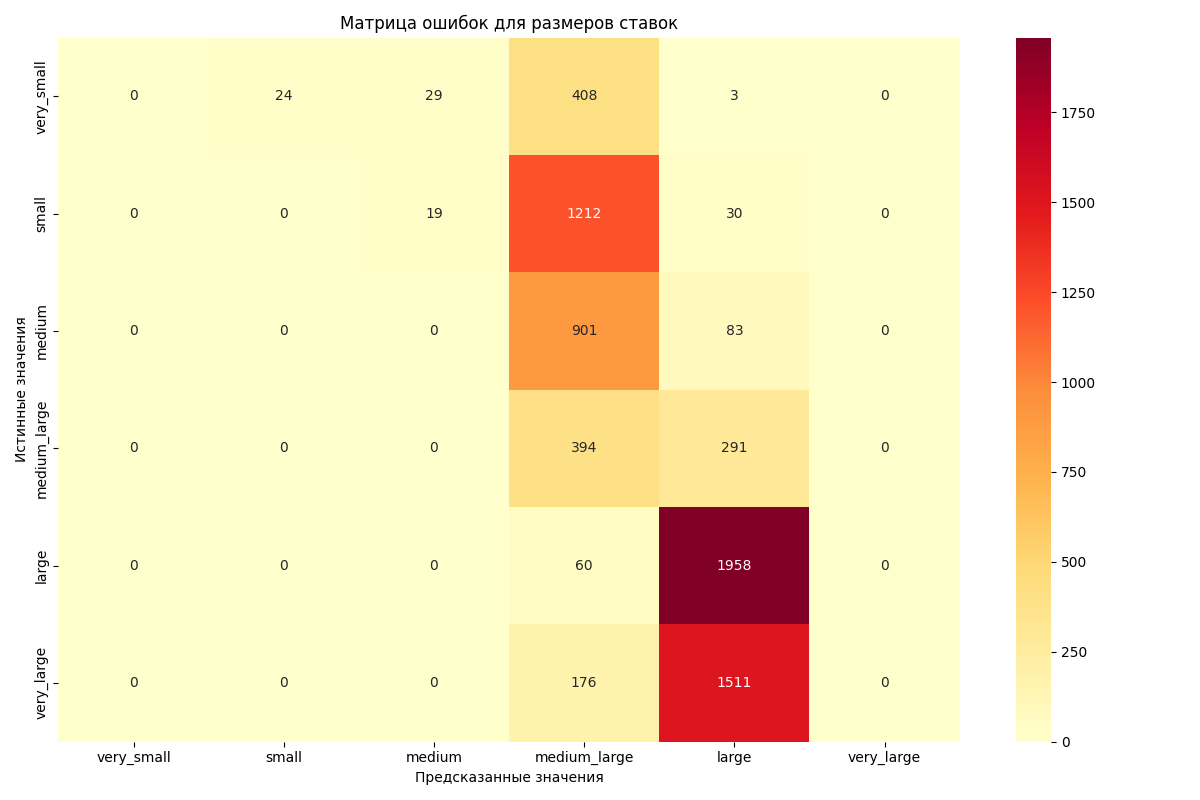 Матрица ошибок для размеров ставок
very_small
0 24 29 408 3 0
small
0 0 19 1212 30 0
medium
0 0 0 901 83 0
medium_large
0 0 0 394 291 0
large
0 0 0 60 1958 0
very_large
0 0 0 176 1511 0
Истинные значения
very_small small medium medium_large large very_large
Предсказанные значения
1750
1500
1250
1000
750
500
250
0